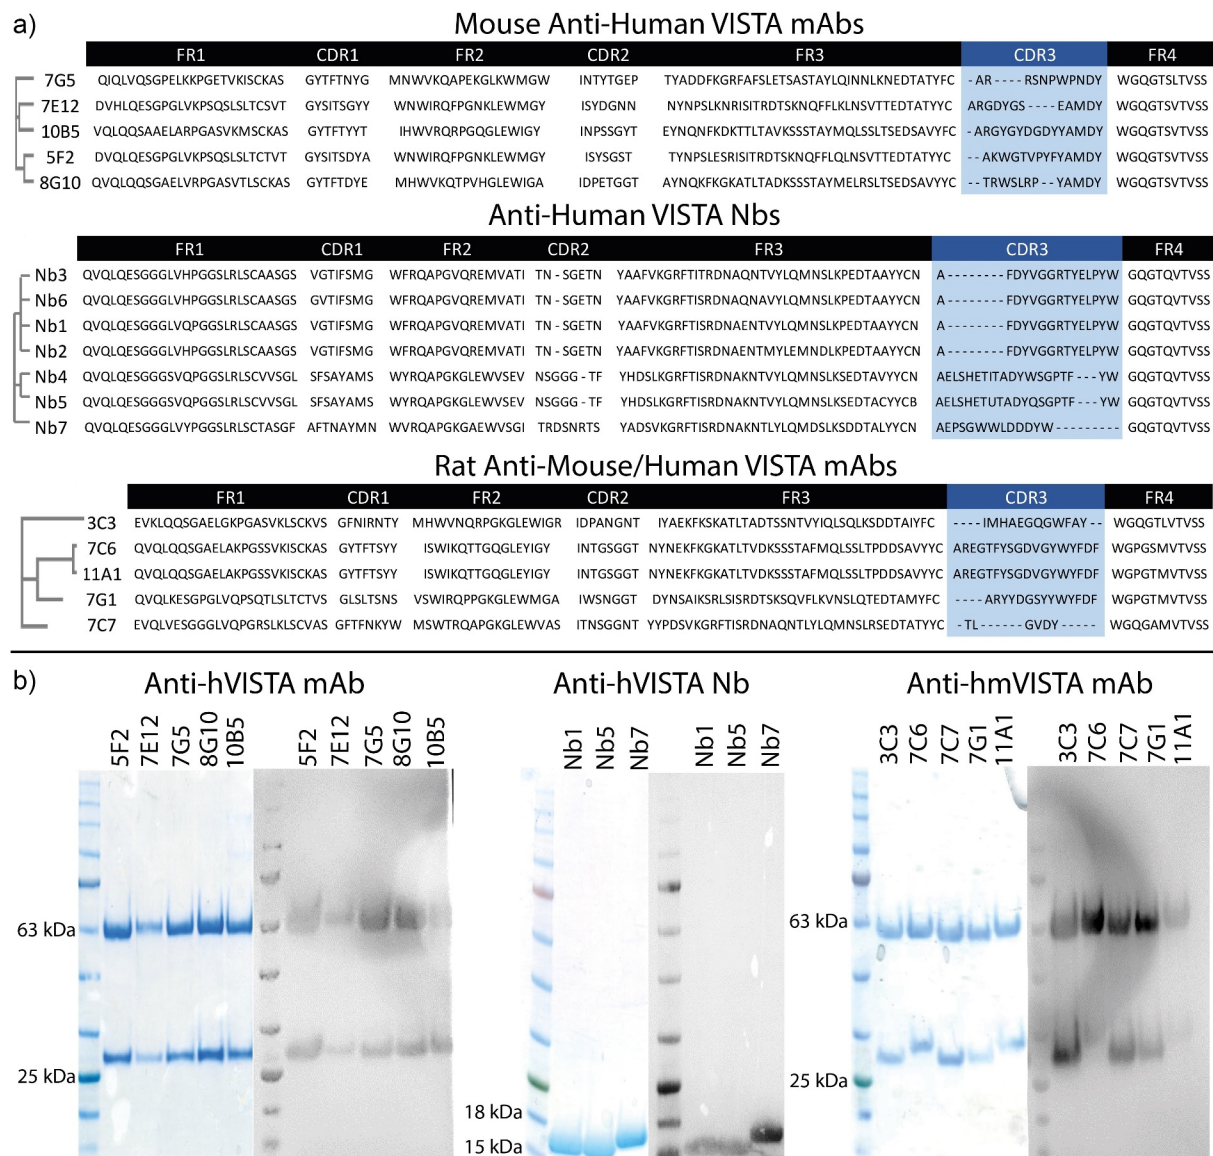 a)
Mouse Anti-Human VISTA mAbs
FR1 CDR1 FR2 CDR2 FR3 CDR3 FR4
7G5 QIQLVQSGPELKKPGETVKISCKAS GYTFTNYG MNWVKQAPEKGLKWMGW INTYTGEP TYADDFKGRFAFSLETSASTAYLQINNLKNEDTATYFC -AR----RSNPWPNDY WGQGTSLTVSS
7E12 DVHLQESGPGLVKPSQSLSLTCSVT GYSITSGYY WNWIRQFPGNKLEWMGY ISYDGNN NYNPSLKNRISITRDTSKNQFFLKLNSVTTEDTATYYC ARGDYGS----EAMDY WGQGTSVTVSS
10B5 VQLQQSAAELARPGASVKMSCKAS GYTFTYYT IHWVRQRPGQGLEWIGY INPSSGYT EYNQNFKDKTTLTAVKSSSTAYMQLSSLTSEDSAVYFC -ARGYGYDGDYYAMDY WGQGTSVTVSS
5F2 DVQLQESGPGLVKPSQSLSLTCTVT GYSITSDYA WNWIRQFPGNKLEWMGY ISYSGST TYNPSLESRISITRDTSKNQFFLQLNSVTTEDTATYYC --AKWGTVPYFYAMDY WGQGTSVTVSS
8G10 QVQLQQSGAELVRPGASVTLSCKAS GYTFTDYE MHWVKQTPVHGLEWIGA IDPETGGT AYNQKFKGKATLTADKSSSTAYMELRSLTSEDSAVYYC --TRWSLRP--YAMDY WGQGTSVTVSS
Anti-Human VISTA Nbs
FR1 CDR1 FR2 CDR2 FR3 CDR3 FR4
Nb3 QVQLQESGGGLVHPGGSLRLSCAASGS VGTIFSMG WFRQAPGVQREMVATI TN-SGETN YAAFVKGRFTITRDNAQNTVYLQMNSLKPEDTAAYYCN A--------FDYVGGRTYELPYW GQGTQVTVSS
Nb6 QVQLQESGGGLVHPGGSLRLSCAASGS GVTIFSMG WFRQAPGVQREMVATI TN-SGETN YAAFVKGRFTISRDNAQNAVYLQMNSLKPEDTAAYYCN A--------FDYVGGRTYELPYW GQGTQVTVSS
Nb1 QVQLQESGGGLVQPGGSLRLSCAASGS VGTIFSMG WFRQAPGVQREMVATI TN-SGETN YAAFVKGRFTISRDNAENTVYLQMNSLKPEDTAAYYCN A--------FDYVGGRTYELPYW GQGTQVTVSS
Nb2 QVQLQESGGGLVHPGGSLRLSCAASGS VGTIFSMG WFRQAPGVQREMVATI TN-SGETN YAAFVKGRFTISRDNAENTMYLEMNDLKPEDTAAYYCN A--------FDYVGGRTYELPYW GQGTQVTVSS
Nb4 QVQLQESGGGSVQPGGSLRLSCVVSGL SFSAYAMS WYRQAPGKGLEWVSEV NSGGG-TF YHDSLKGRFTISRDNAKNTVYLQMNSLKSEDTAVYYCN AELSHETITADYWSGPTF---YW GQGTQVTVSS
Nb5 QVQLQESGGGSVQPGGSLRLSCVVSGL SFSAYAMS WYRQAPGKGLEWVSEV NSGGG-TF YHDSLKGRFTISRDNAKNTVYLQMNSLKSEDTACYYCB AELSHETUTADYQSGPTF---YW GQGTQVTVSS
Nb7 QVQLQESGGGLVYPGGSLRLSCTASGF AFTNAYMN WVRQAPGKGAEWVSGI TRDSNRTS YADSVKGRFTISRDNAKNTLYLQMDSLKSDDTALYYCN AEPSGWWLDDDYW--------- GQGTQVTVSS
Rat Anti-Mouse/Human VISTA mAbs
FR1 CDR1 FR2 CDR2 FR3 CDR3 FR4
3C3 EVKLQQSGAELGKPGASVKLSCKVS GFNIRNTY MHWVNQRPGKGLEWIGR IDPANGNT IYAEKFKSKATLTADTSSNTVYIQLSQLKSDDTAIYFC ----IMHAEGQGWFAY-- WGQGTLVTVSS
7C6 QVQLQQSGAELAKPGSSVKISCKAS GYTFTSYY ISWIKQTTGQGLEYIGY INTGSGGT NYNEKFKGKATLTVDKSSSTAFMQLSSLTPDDSAVYYC AREGTFYSGDVGYWYFDF WGPGSMVTVSS
11A1 QVQLQQSGAELAKPGSSVKISCKAS GYTFTSYY ISWIKQTTGQGLEYIGY INTGSGGT NYNEKFKGKATLTVDKSSSTAFMQLSSLTPDDSAVYYC AREGTFYSGDVGYWYFDF WGPGTMVTVSS
7G1 QVQLKESGPGLVQPSQTLSLTCTVS GLSLTSNS VSWIRQPPGKGLEWMGA IWSNGGT DYNSAIKSRLSISRDTSKSQVFLKVNSLQTEDTAMYFC ----ARYYDGSYYWYFDF WGPGTMVTVSS
7C7 EVQLVESGGGLVQPGRSLKLSCVAS GFTFNKYW MSWTRQAPGKGLEWVAS ITNSGGNT YYPDSVKGRFTISRDNAQNTLYLQMNSLRSEDTATYYC -TL------GVDY----- WGQGAMVTVSS
b)
Anti-hVISTA mAb Anti-hVISTA Nb Anti-hmVISTA mAb
5F2 7E12 7G5 8G10 10B5 5F2 7E12 7G5 8G10 10B5 Nb1 Nb5 Nb7 Nb1 Nb5 Nb7 3C3 7C6 7C7 7G1 11A1 3C3 7C6 7C7 7G1 11A1
63 kDa 63 kDa
25 kDa 25 kDa
18 kDa
15 kDa